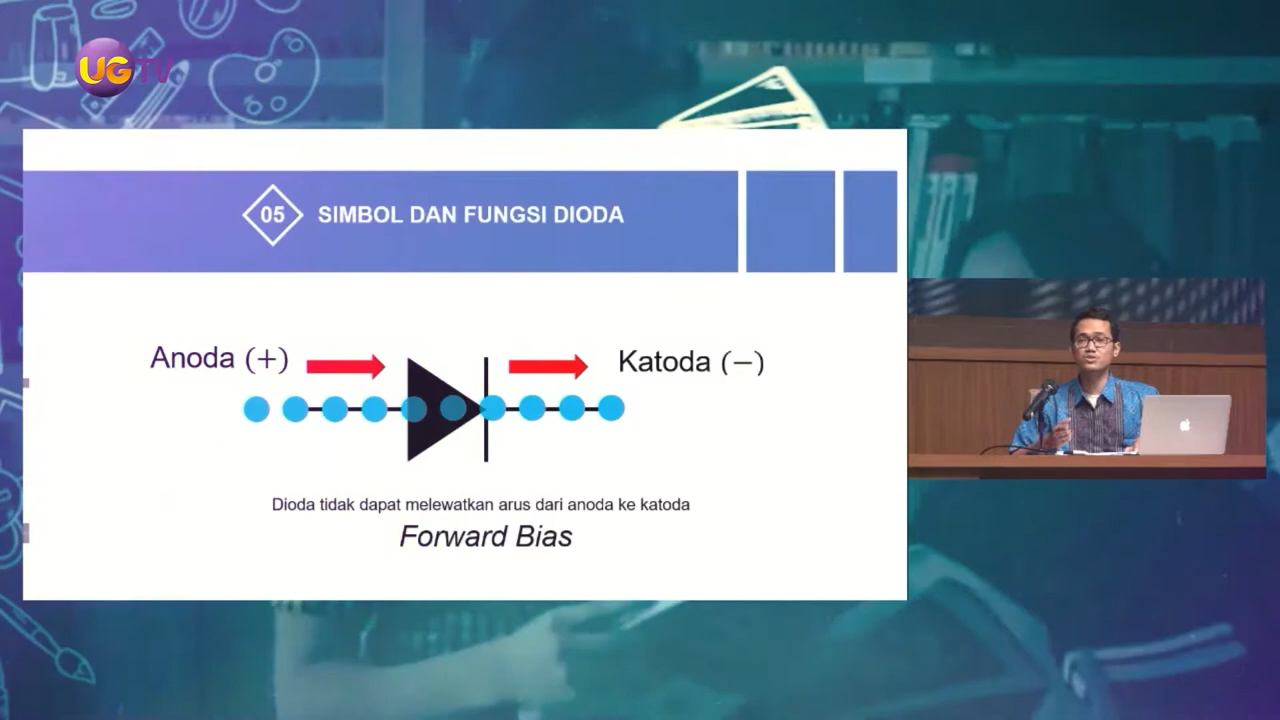 UGTV
05 SIMBOL DAN FUNGSI DIODA
Anoda (+)
Katoda (−)
Dioda tidak dapat melewatkan arus dari anoda ke katoda
Forward Bias